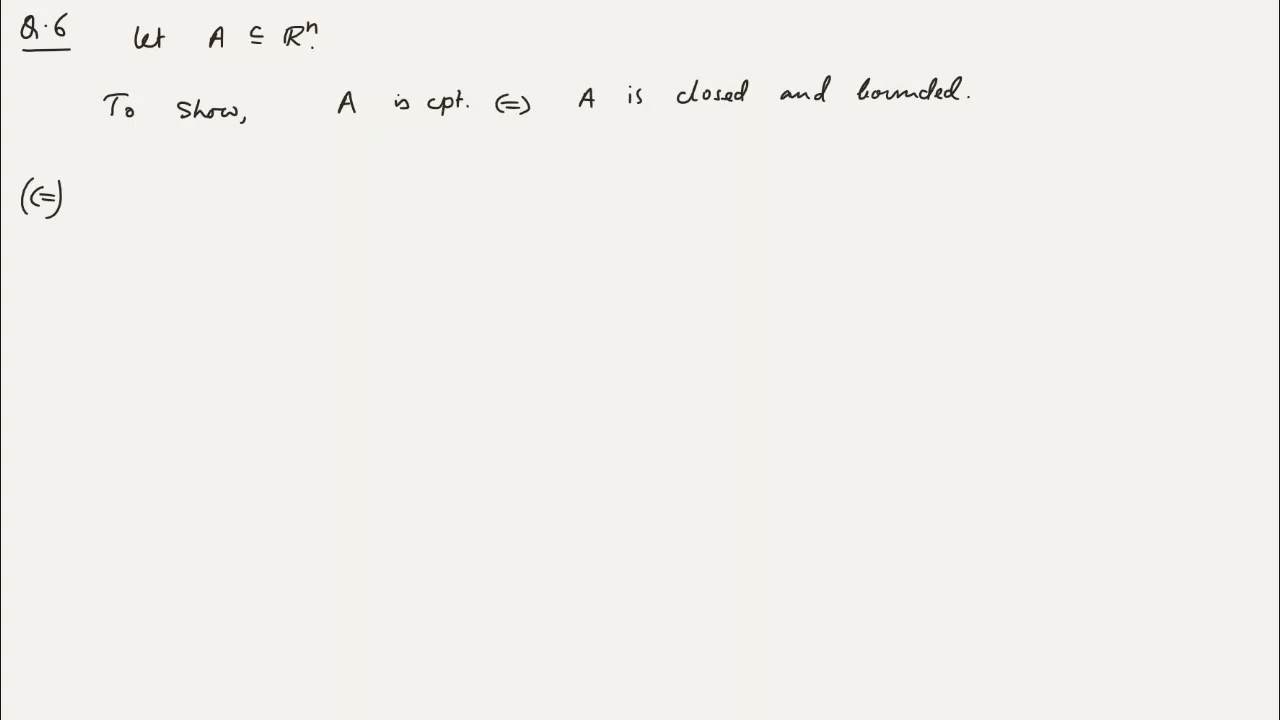 Q.6 Let A ⊆ ℝⁿ.
To show, A is cpt. (=) A is closed and bounded.
(<=)